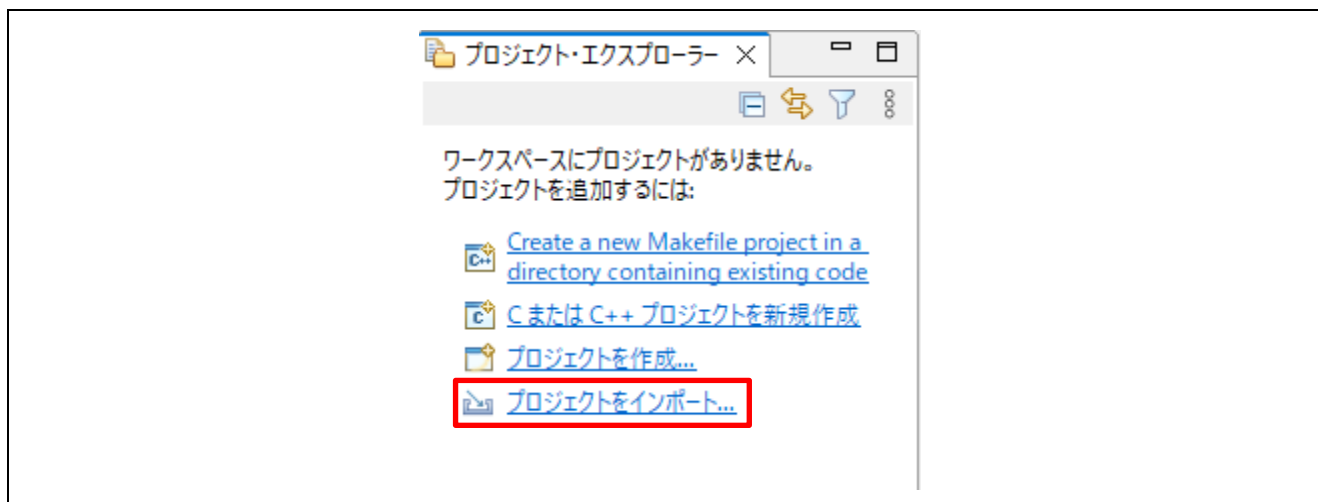 プロジェクト・エクスプローラー
ワークスペースにプロジェクトがありません。
プロジェクトを追加するには:
Create a new Makefile project in a
directory containing existing code
C または C++ プロジェクトを新規作成
プロジェクトを作成...
プロジェクトをインポート...